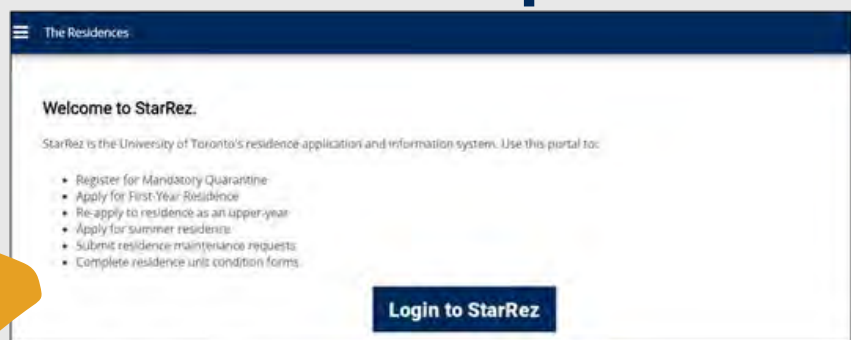 The Residences
Welcome to StarRez.
StarRez is the University of Toronto's residence application and information system. Use this portal to:
• Register for Mandatory Quarantine
• Apply for First-Year Residence
• Re-apply to residence as an upper-year
• Apply for summer residence
• Submit residence maintenance requests
• Complete residence unit condition forms
Login to StarRez